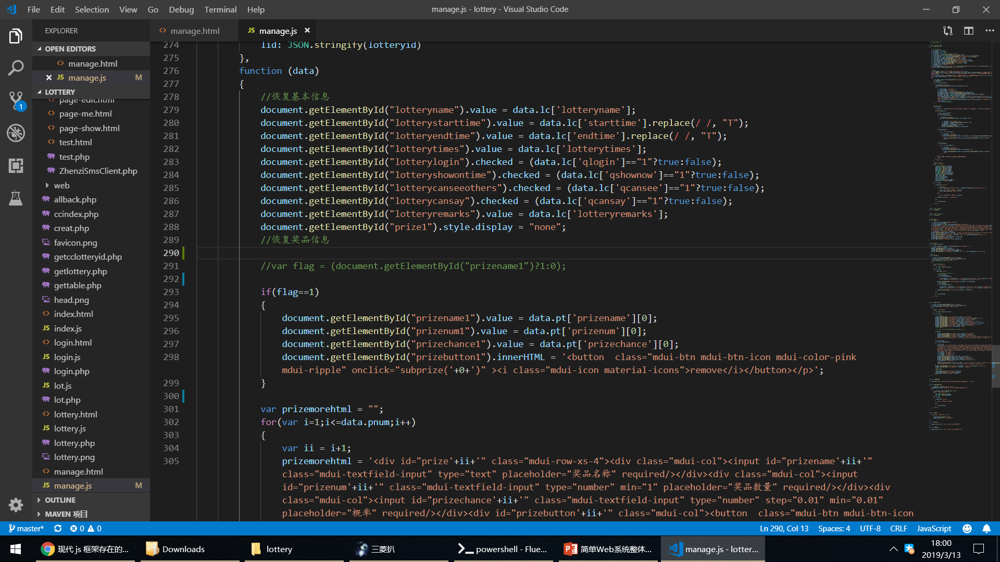 File Edit Selection View Go Debug Terminal Help
manage.js - lottery - Visual Studio Code
EXPLORER
OPEN EDITORS
manage.html
manage.js M
LOTTERY
page-edit.html
page-me.html
page-show.html
test.html
test.php
ZhenziSmsClient.php
web
allback.php
ccindex.php
creat.php
favicon.png
getcclotteryid.php
getlottery.php
gettable.php
head.png
index.html
index.js
login.html
login.js
login.php
lot.js
lot.php
lottery.html
lottery.js
lottery.php
lottery.png
manage.html
manage.js M
OUTLINE
MAVEN 项目
manage.html
JS manage.js
274 lid: JSON.stringify(lotteryid)
275 },
276 function (data)
277 {
278 //恢复基本信息
279 document.getElementById("lotteryname").value = data.lc['lotteryname'];
280 document.getElementById("lotterystarttime").value = data.lc['starttime'].replace(/ /, "T");
281 document.getElementById("lotteryendtime").value = data.lc['endtime'].replace(/ /, "T");
282 document.getElementById("lotterytimes").value = data.lc['lotterytimes'];
283 document.getElementById("lotterylogin").checked = (data.lc['qlogin']=="1"?true:false);
284 document.getElementById("lotteryshowontime").checked = (data.lc['qshownow']=="1"?true:false);
285 document.getElementById("lotterycanseeothers").checked = (data.lc['qcansee']=="1"?true:false);
286 document.getElementById("lotterycansay").checked = (data.lc['qcansay']=="1"?true:false);
287 document.getElementById("lotteryremarks").value = data.lc['lotteryremarks'];
288 document.getElementById("prize1").style.display = "none";
289 //恢复奖品信息
290
291 //var flag = (document.getElementById("prizename1")?1:0);
292
293 if(flag==1)
294 {
295 document.getElementById("prizename1").value = data.pt['prizename'][0];
296 document.getElementById("prizenum1").value = data.pt['prizenum'][0];
297 document.getElementById("prizechance1").value = data.pt['prizechance'][0];
298 document.getElementById("prizebutton1").innerHTML = '<button  class="mdui-btn mdui-btn-icon mdui-color-pink
mdui-ripple" onclick="subprize('+0+')" ><i class="mdui-icon material-icons">remove</i></button></p>';
299 }
300
301 var prizemorehtml = "";
302 for(var i=1;i<=data.pnum;i++)
303 {
304 var ii = i+1;
305 prizemorehtml = '<div id="prize'+ii+'" class="mdui-row-xs-4"><div class="mdui-col"><input id="prizename'+ii+'"
class="mdui-textfield-input" type="text" placeholder="奖品名称" required/></div><div class="mdui-col"><input
id="prizenum'+ii+'" class="mdui-textfield-input" type="number" min="1" placeholder="奖品数量" required/></div><div
class="mdui-col"><input id="prizechance'+ii+'" class="mdui-textfield-input" type="number" step="0.01" min="0.01"
placeholder="概率" required/></div><div id="prizebutton'+ii+'" class="mdui-col"><button  class="mdui-btn mdui-btn-icon
1
master* 0 0
Ln 290, Col 13 Spaces: 4 UTF-8 CRLF JavaScript
现代 js 框架存在的... Downloads lottery 三菱扒 powershell - Flue... 简单Web系统整体... manage.js - lotter...
18:00
2019/3/13